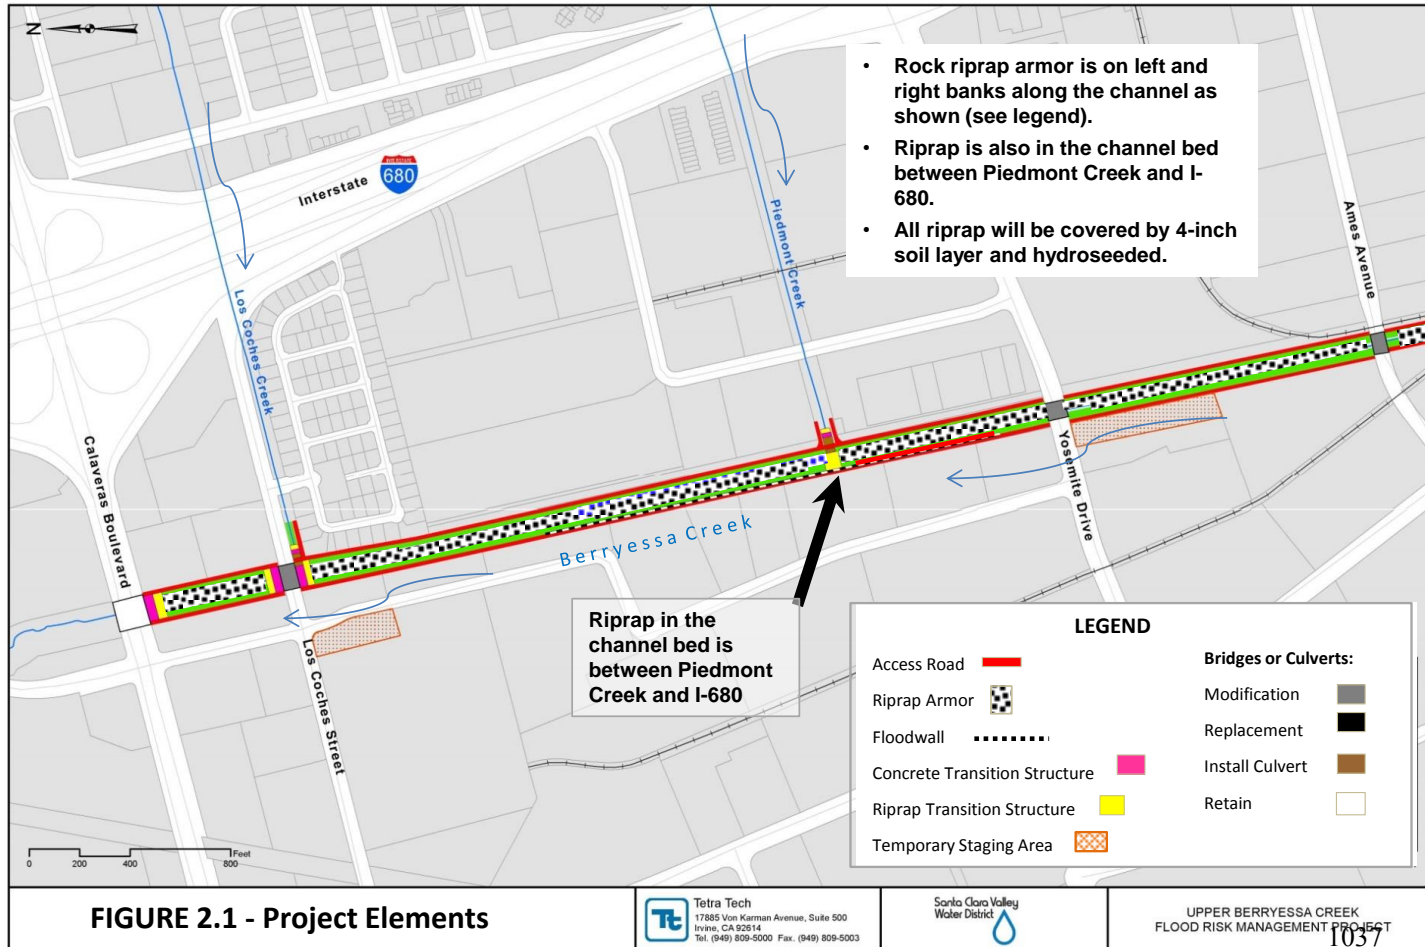 N
Interstate
INTERSTATE
680
Los Coches Creek
Piedmont Creek
• Rock riprap armor is on left and
right banks along the channel as
shown (see legend).
• Riprap is also in the channel bed
between Piedmont Creek and I-
680.
• All riprap will be covered by 4-inch
soil layer and hydroseeded.
Ames Avenue
Calaveras Boulevard
Yosemite Drive
Berryessa Creek
Los Coches Street
Riprap in the
channel bed is
between Piedmont
Creek and I-680
LEGEND
Access Road
Riprap Armor
Floodwall
Concrete Transition Structure
Riprap Transition Structure
Temporary Staging Area
Bridges or Culverts:
Modification
Replacement
Install Culvert
Retain
Feet
0 200 400 800
FIGURE 2.1 - Project Elements
Tt
Tetra Tech
17885 Von Karman Avenue, Suite 500
Irvine, CA 92614
Tel. (949) 809-5000 Fax. (949) 809-5003
Santa Clara Valley
Water District
UPPER BERRYESSA CREEK
FLOOD RISK MANAGEMENT PROJECT
1037